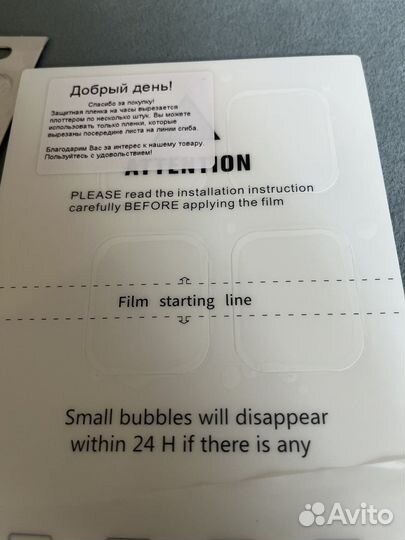 Добрый день!
Спасибо за покупку!
Защитная пленка на часы вырезается
плоттером по несколько штук. Вы можете
использовать только пленки, которые
вырезаны посередине листа на линии сгиба.
Благодарим Вас за интерес к нашему товару.
Пользуйтесь с удовольствием!
ATTENTION
PLEASE read the installation instruction
carefully BEFORE applying the film
Film starting line
Small bubbles will disappear
within 24 H if there is any
Avito